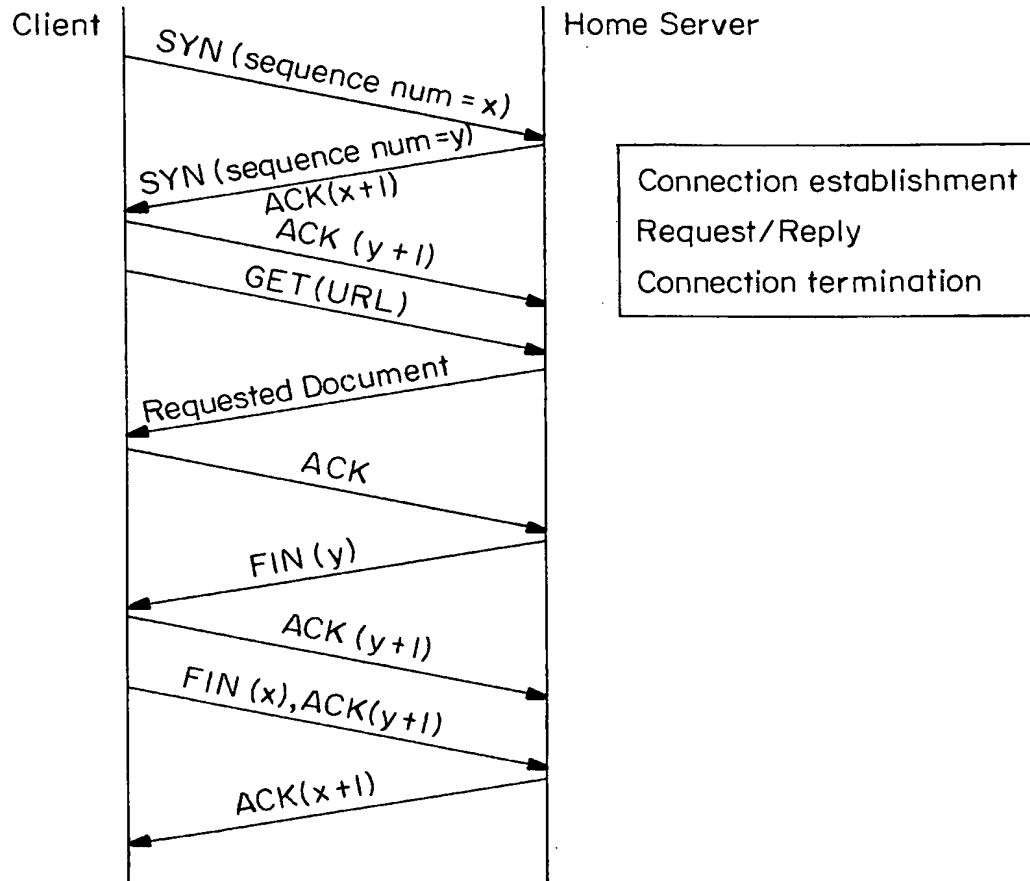 Client
Home Server
SYN (sequence num = x)
SYN (sequence num=y)
ACK(x+1)
Connection establishment
Request/Reply
Connection termination
ACK (y+1)
GET(URL)
Requested Document
ACK
FIN (y)
ACK (y+1)
FIN (x), ACK(y+1)
ACK(x+1)